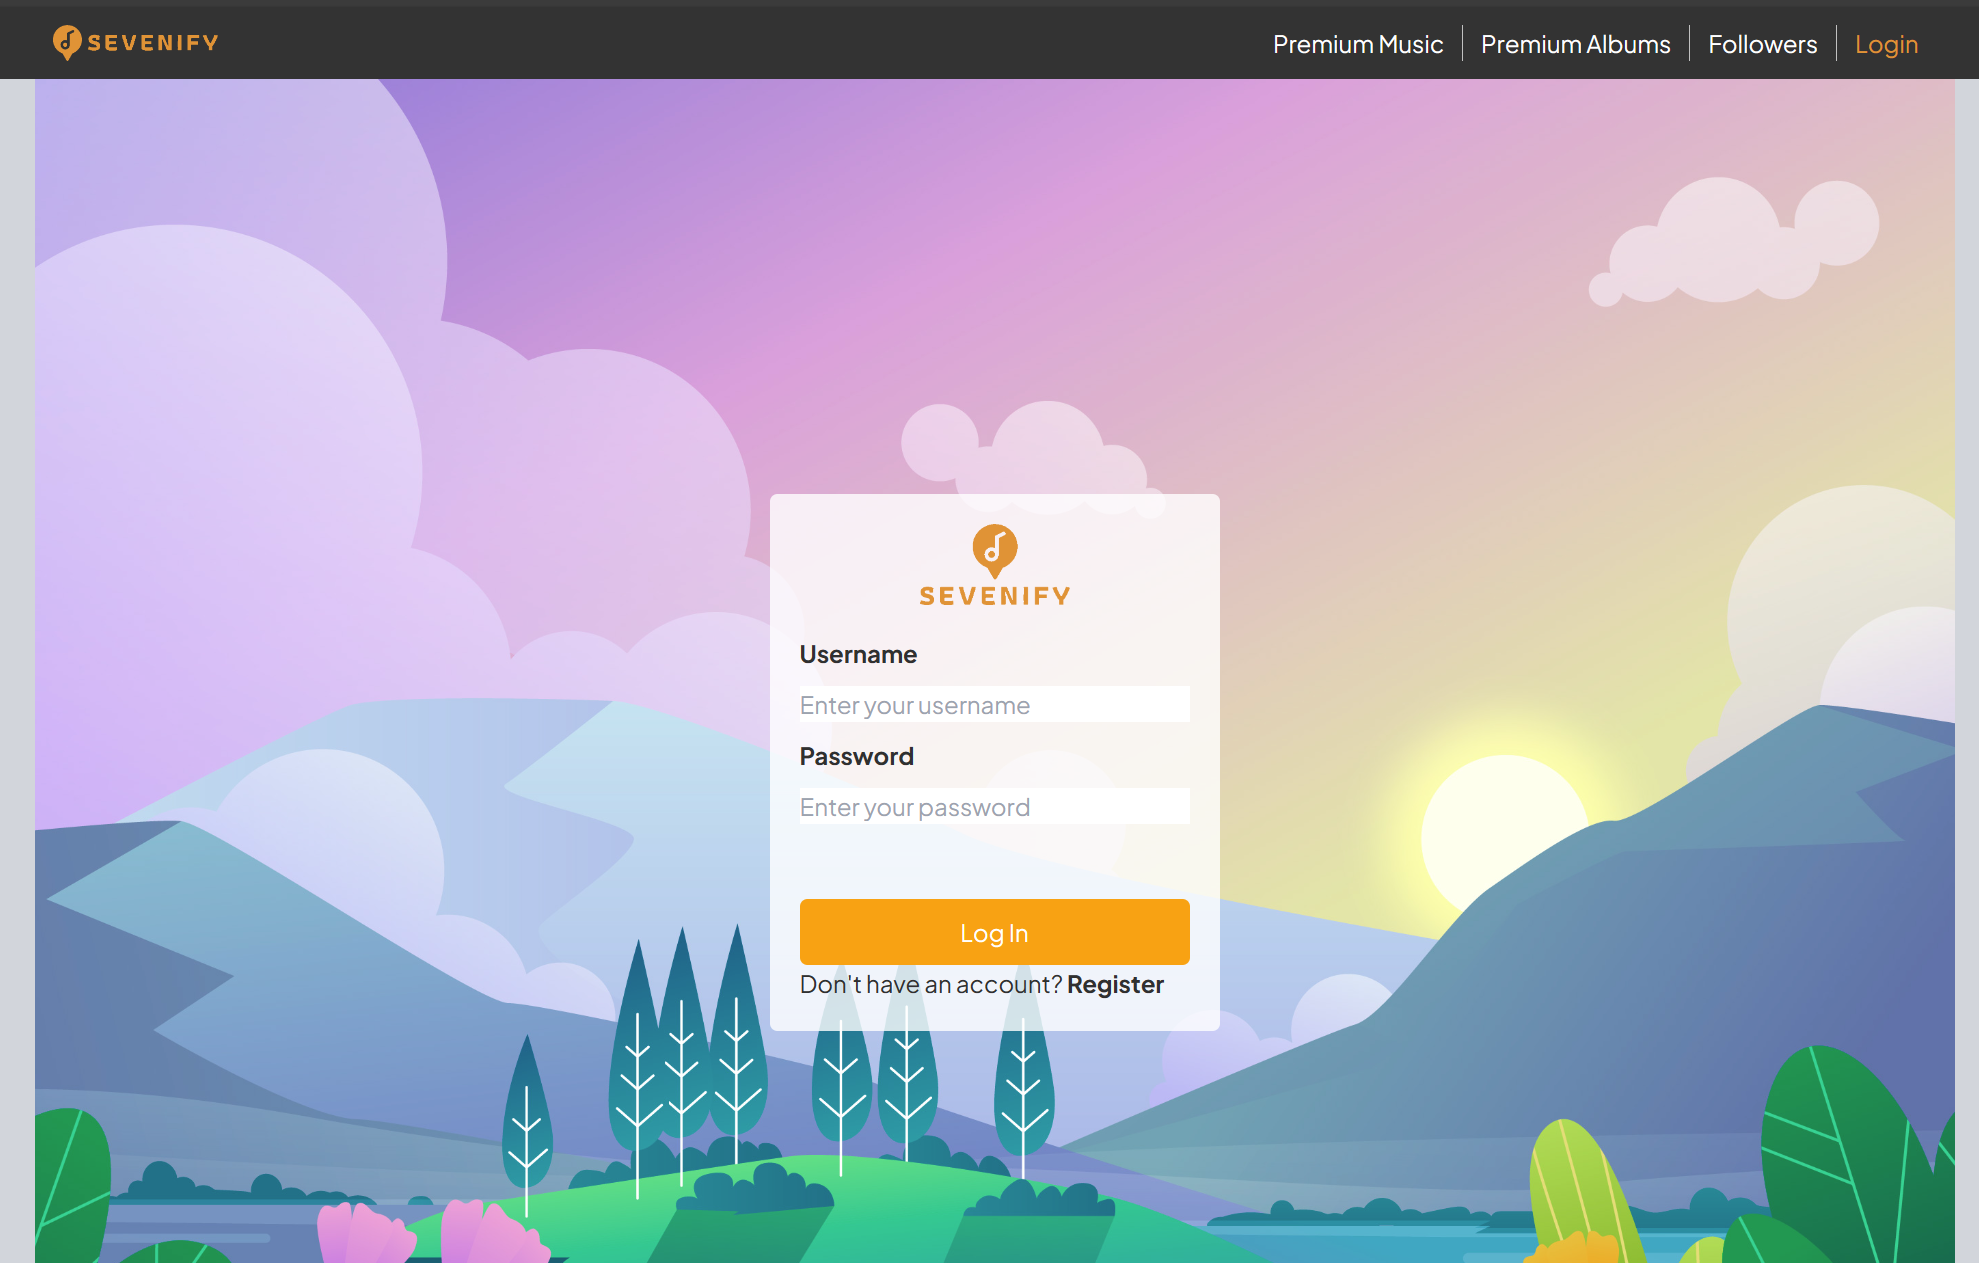 SEVENIFY
Premium Music
Premium Albums
Followers
Login
SEVENIFY
Username
Enter your username
Password
Enter your password
Log In
Don't have an account? Register